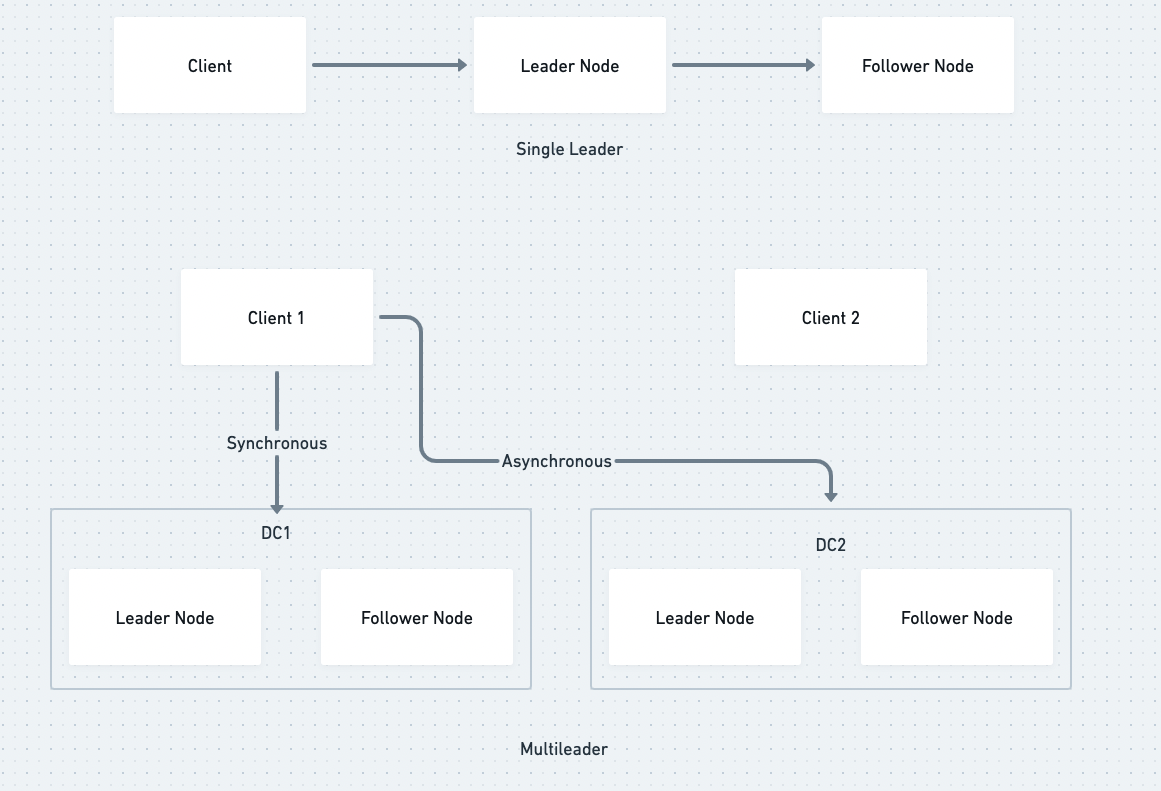 Client
Leader Node
Follower Node
Single Leader
Client 1
Client 2
Synchronous
Asynchronous
DC1
DC2
Leader Node
Follower Node
Leader Node
Follower Node
Multileader